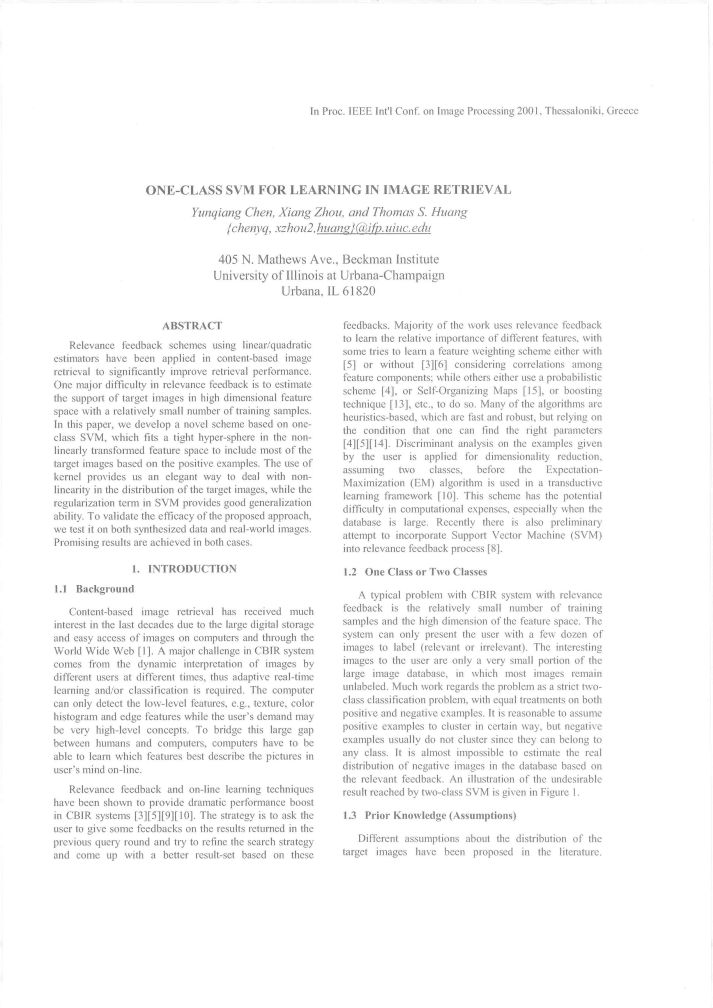 In Proc. IEEE Int'l Conf. on Image Processing 2001, Thessaloniki, Greece
ONE-CLASS SVM FOR LEARNING IN IMAGE RETRIEVAL
Yunqiang Chen, Xiang Zhou, and Thomas S. Huang
{chenyq, xzhou2,huang}@ifp.uiuc.edu
405 N. Mathews Ave., Beckman Institute
University of Illinois at Urbana-Champaign
Urbana, IL 61820
ABSTRACT
Relevance feedback schemes using linear/quadratic
estimators have been applied in content-based image
retrieval to significantly improve retrieval performance.
One major difficulty in relevance feedback is to estimate
the support of target images in high dimensional feature
space with a relatively small number of training samples.
In this paper, we develop a novel scheme based on one-
class SVM, which fits a tight hyper-sphere in the non-
linearly transformed feature space to include most of the
target images based on the positive examples. The use of
kernel provides us an elegant way to deal with non-
linearity in the distribution of the target images, while the
regularization term in SVM provides good generalization
ability. To validate the efficacy of the proposed approach,
we test it on both synthesized data and real-world images.
Promising results are achieved in both cases.
1. INTRODUCTION
1.1 Background
Content-based image retrieval has received much
interest in the last decades due to the large digital storage
and easy access of images on computers and through the
World Wide Web [1]. A major challenge in CBIR system
comes from the dynamic interpretation of images by
different users at different times, thus adaptive real-time
learning and/or classification is required. The computer
can only detect the low-level features, e.g., texture, color
histogram and edge features while the user's demand may
be very high-level concepts. To bridge this large gap
between humans and computers, computers have to be
able to learn which features best describe the pictures in
user's mind on-line.
Relevance feedback and on-line learning techniques
have been shown to provide dramatic performance boost
in CBIR systems [3][5][9][10]. The strategy is to ask the
user to give some feedbacks on the results returned in the
previous query round and try to refine the search strategy
and come up with a better result-set based on these
feedbacks. Majority of the work uses relevance feedback
to learn the relative importance of different features, with
some tries to learn a feature weighting scheme either with
[5] or without [3][6] considering correlations among
feature components; while others either use a probabilistic
scheme [4], or Self-Organizing Maps [15], or boosting
technique [13], etc., to do so. Many of the algorithms are
heuristics-based, which are fast and robust, but relying on
the condition that one can find the right parameters
[4][5][14]. Discriminant analysis on the examples given
by the user is applied for dimensionality reduction,
assuming two classes, before the Expectation-
Maximization (EM) algorithm is used in a transductive
learning framework [10]. This scheme has the potential
difficulty in computational expenses, especially when the
database is large. Recently there is also preliminary
attempt to incorporate Support Vector Machine (SVM)
into relevance feedback process [8].
1.2 One Class or Two Classes
A typical problem with CBIR system with relevance
feedback is the relatively small number of training
samples and the high dimension of the feature space. The
system can only present the user with a few dozen of
images to label (relevant or irrelevant). The interesting
images to the user are only a very small portion of the
large image database, in which most images remain
unlabeled. Much work regards the problem as a strict two-
class classification problem, with equal treatments on both
positive and negative examples. It is reasonable to assume
positive examples to cluster in certain way, but negative
examples usually do not cluster since they can belong to
any class. It is almost impossible to estimate the real
distribution of negative images in the database based on
the relevant feedback. An illustration of the undesirable
result reached by two-class SVM is given in Figure 1.
1.3 Prior Knowledge (Assumptions)
Different assumptions about the distribution of the
target images have been proposed in the literature.